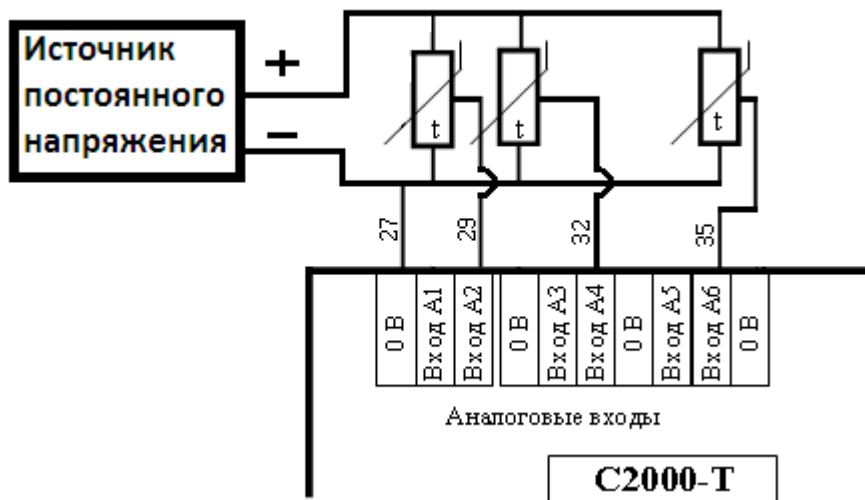 Источник
постоянного
напряжения
+
−
t
t
t
27
29
32
35
0 В
Вход А1
Вход А2
0 В
Вход А3
Вход А4
0 В
Вход А5
Вход А6
0 В
Аналоговые входы
С2000-Т